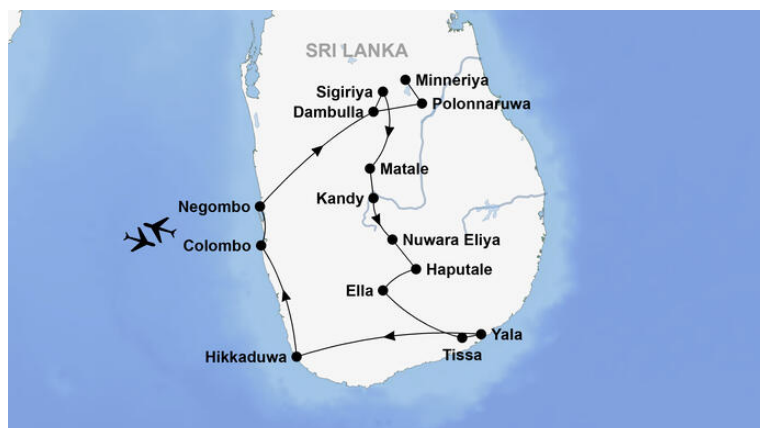 SRI LANKA
Minneriya
Sigiriya
Polonnaruwa
Dambulla
Matale
Kandy
Negombo
Nuwara Eliya
Colombo
Haputale
Ella
Yala
Tissa
Hikkaduwa